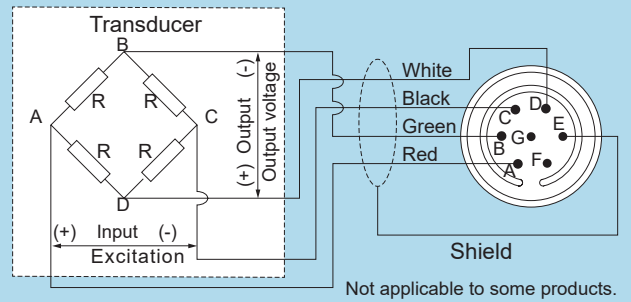 Transducer
B
A
C
D
R
R
R
R
(-)
Output
(+)
Output voltage
(+) Input (-)
Excitation
White
Black
Green
Red
D
C
E
B
G
A
F
Shield
Not applicable to some products.